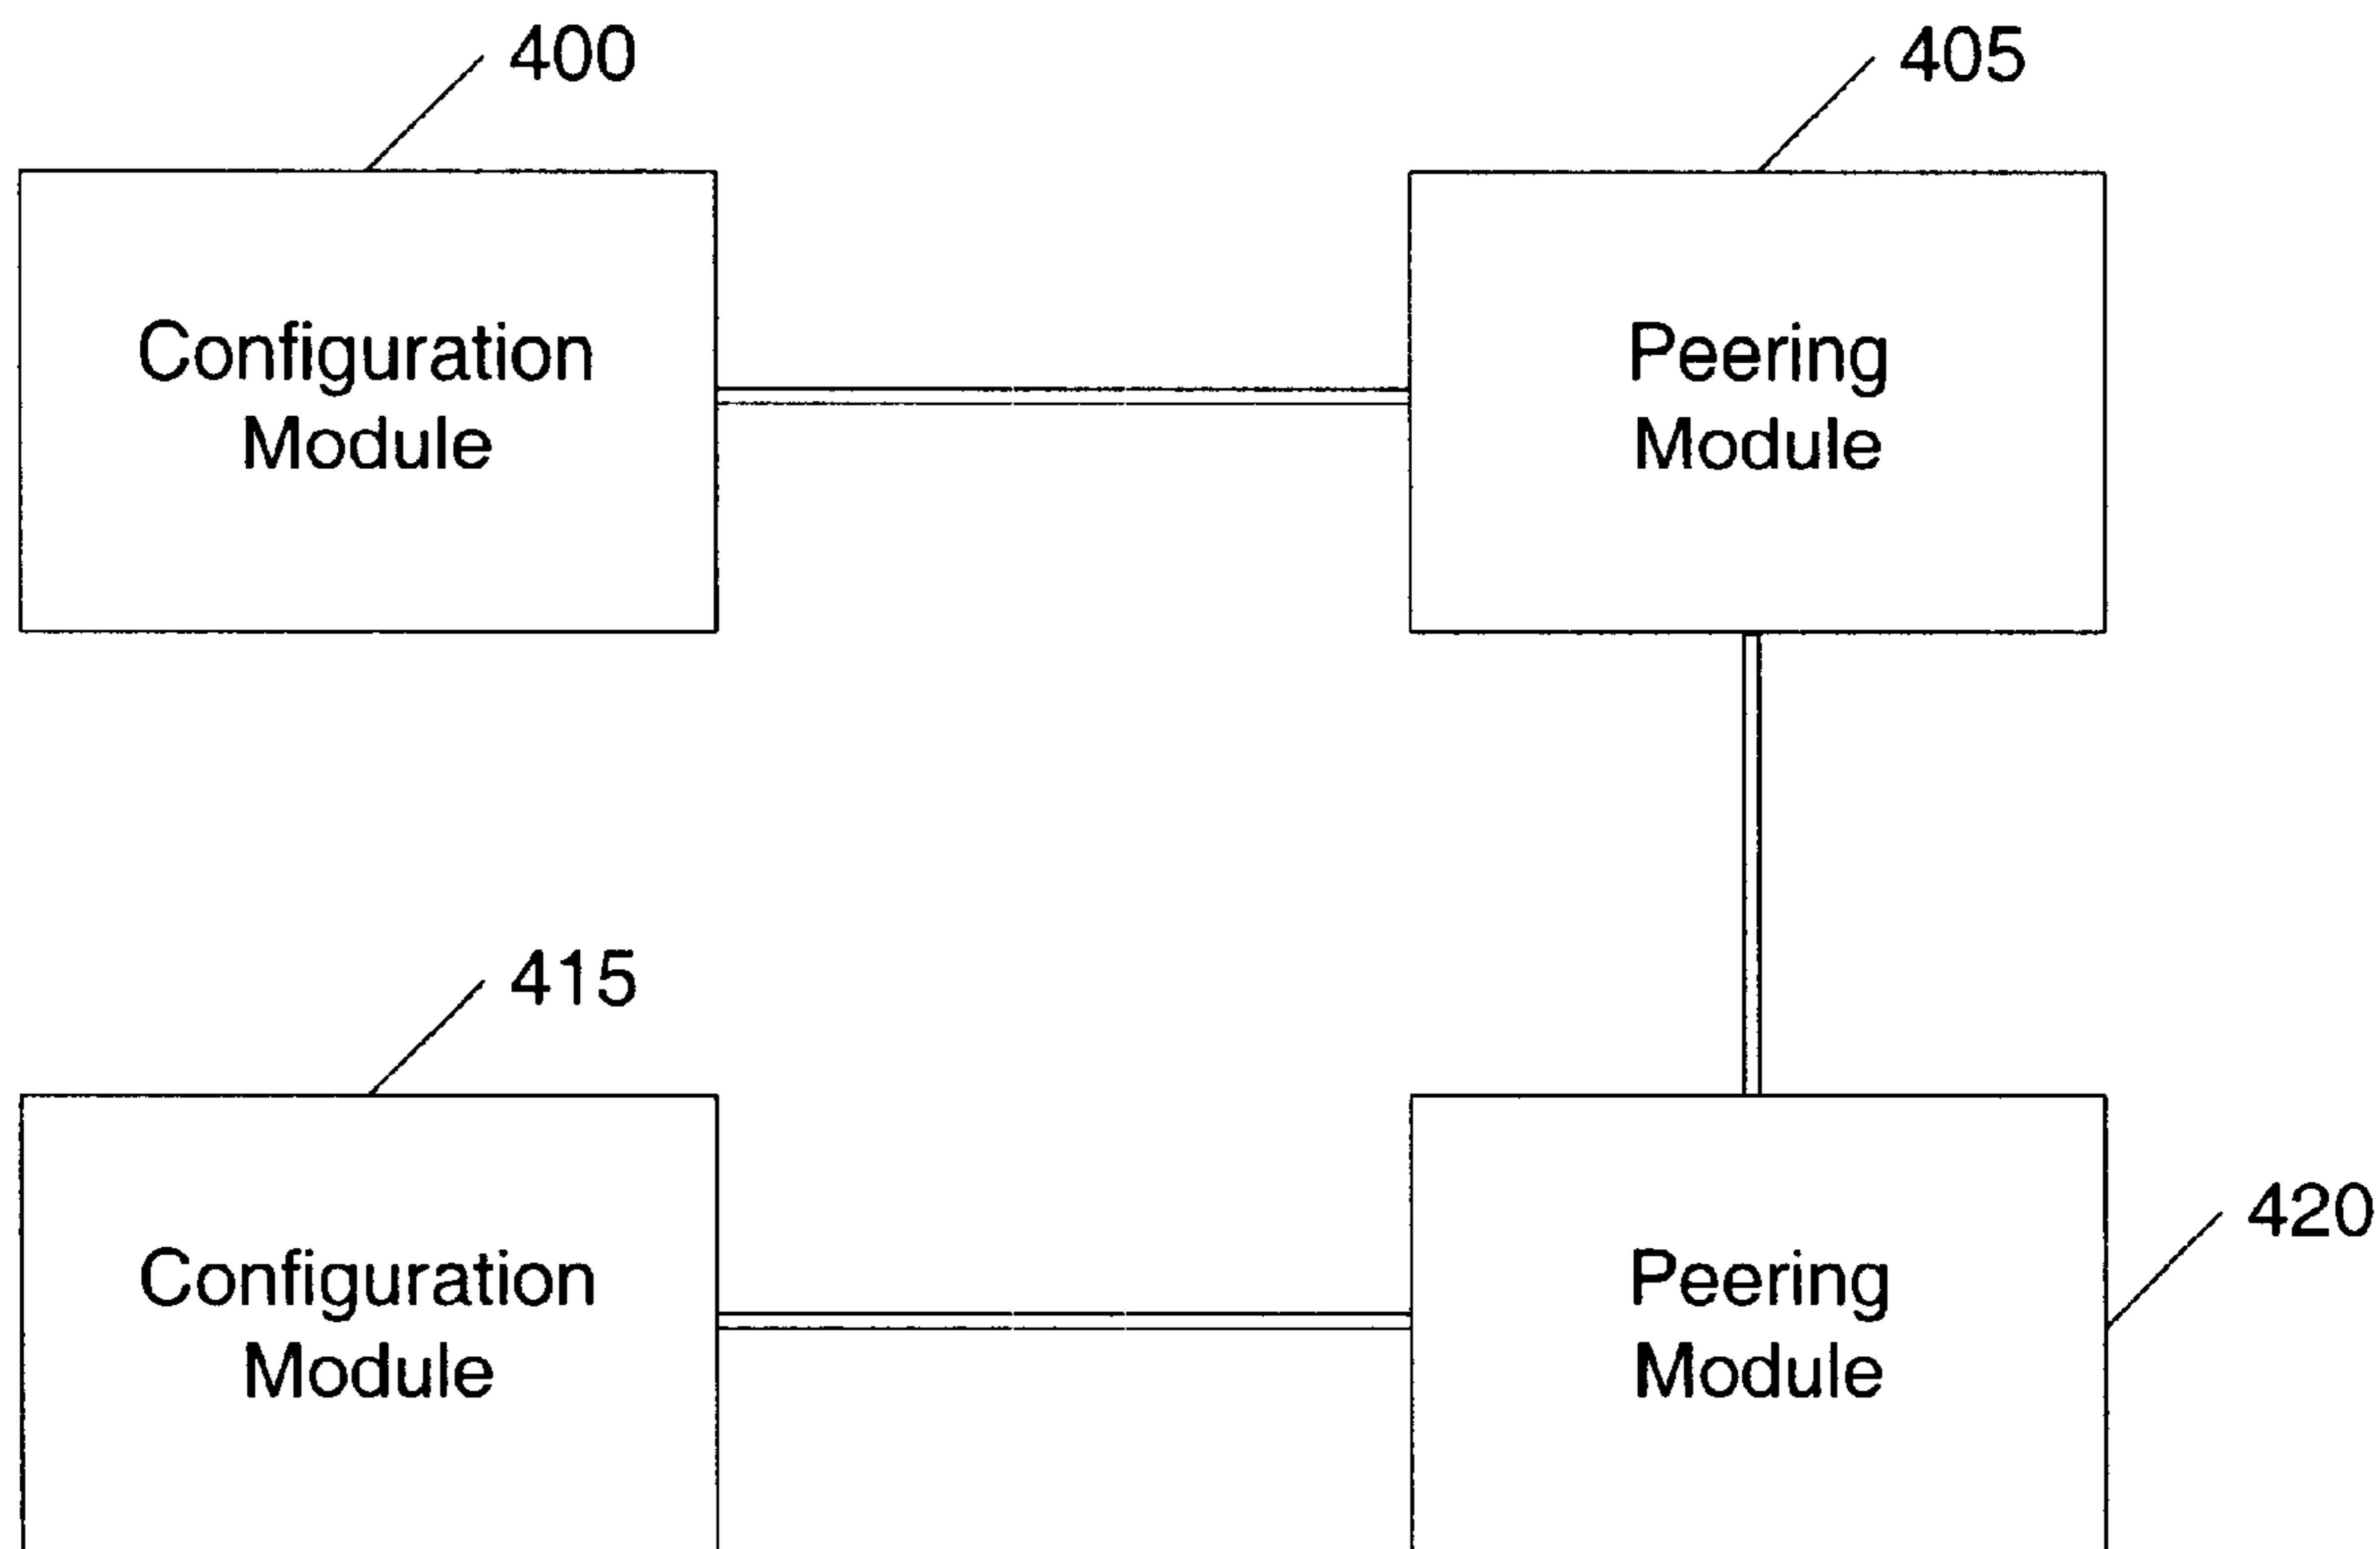 400
405
Configuration
Module
Peering
Module
415
420
Configuration
Module
Peering
Module